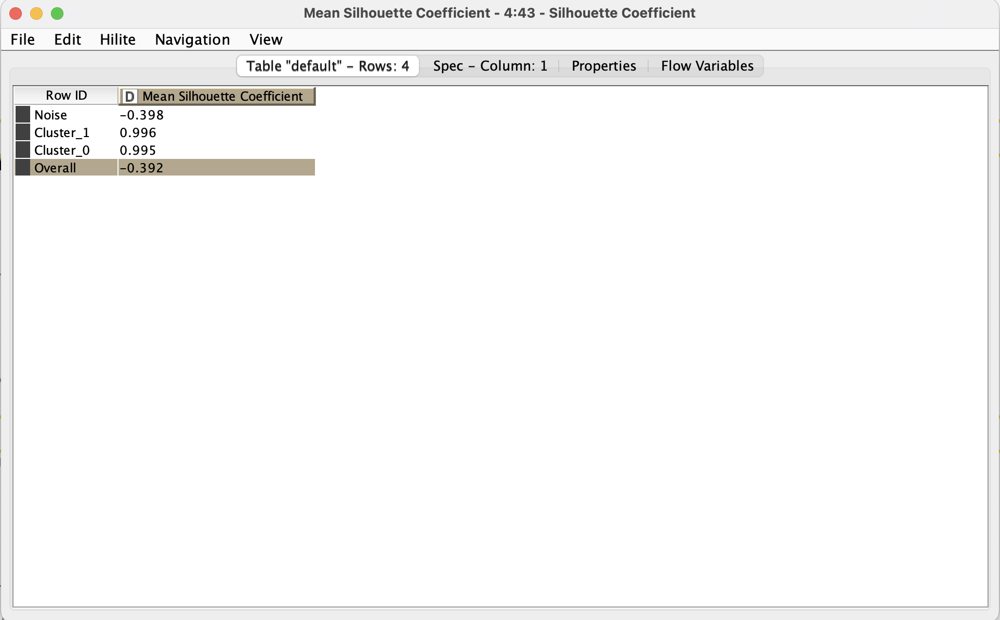 Mean Silhouette Coefficient - 4:43 - Silhouette Coefficient
File Edit Hilite Navigation View
Table "default" – Rows: 4 Spec – Column: 1 Properties Flow Variables
Row ID D Mean Silhouette Coefficient
Noise -0.398
Cluster_1 0.996
Cluster_0 0.995
Overall -0.392